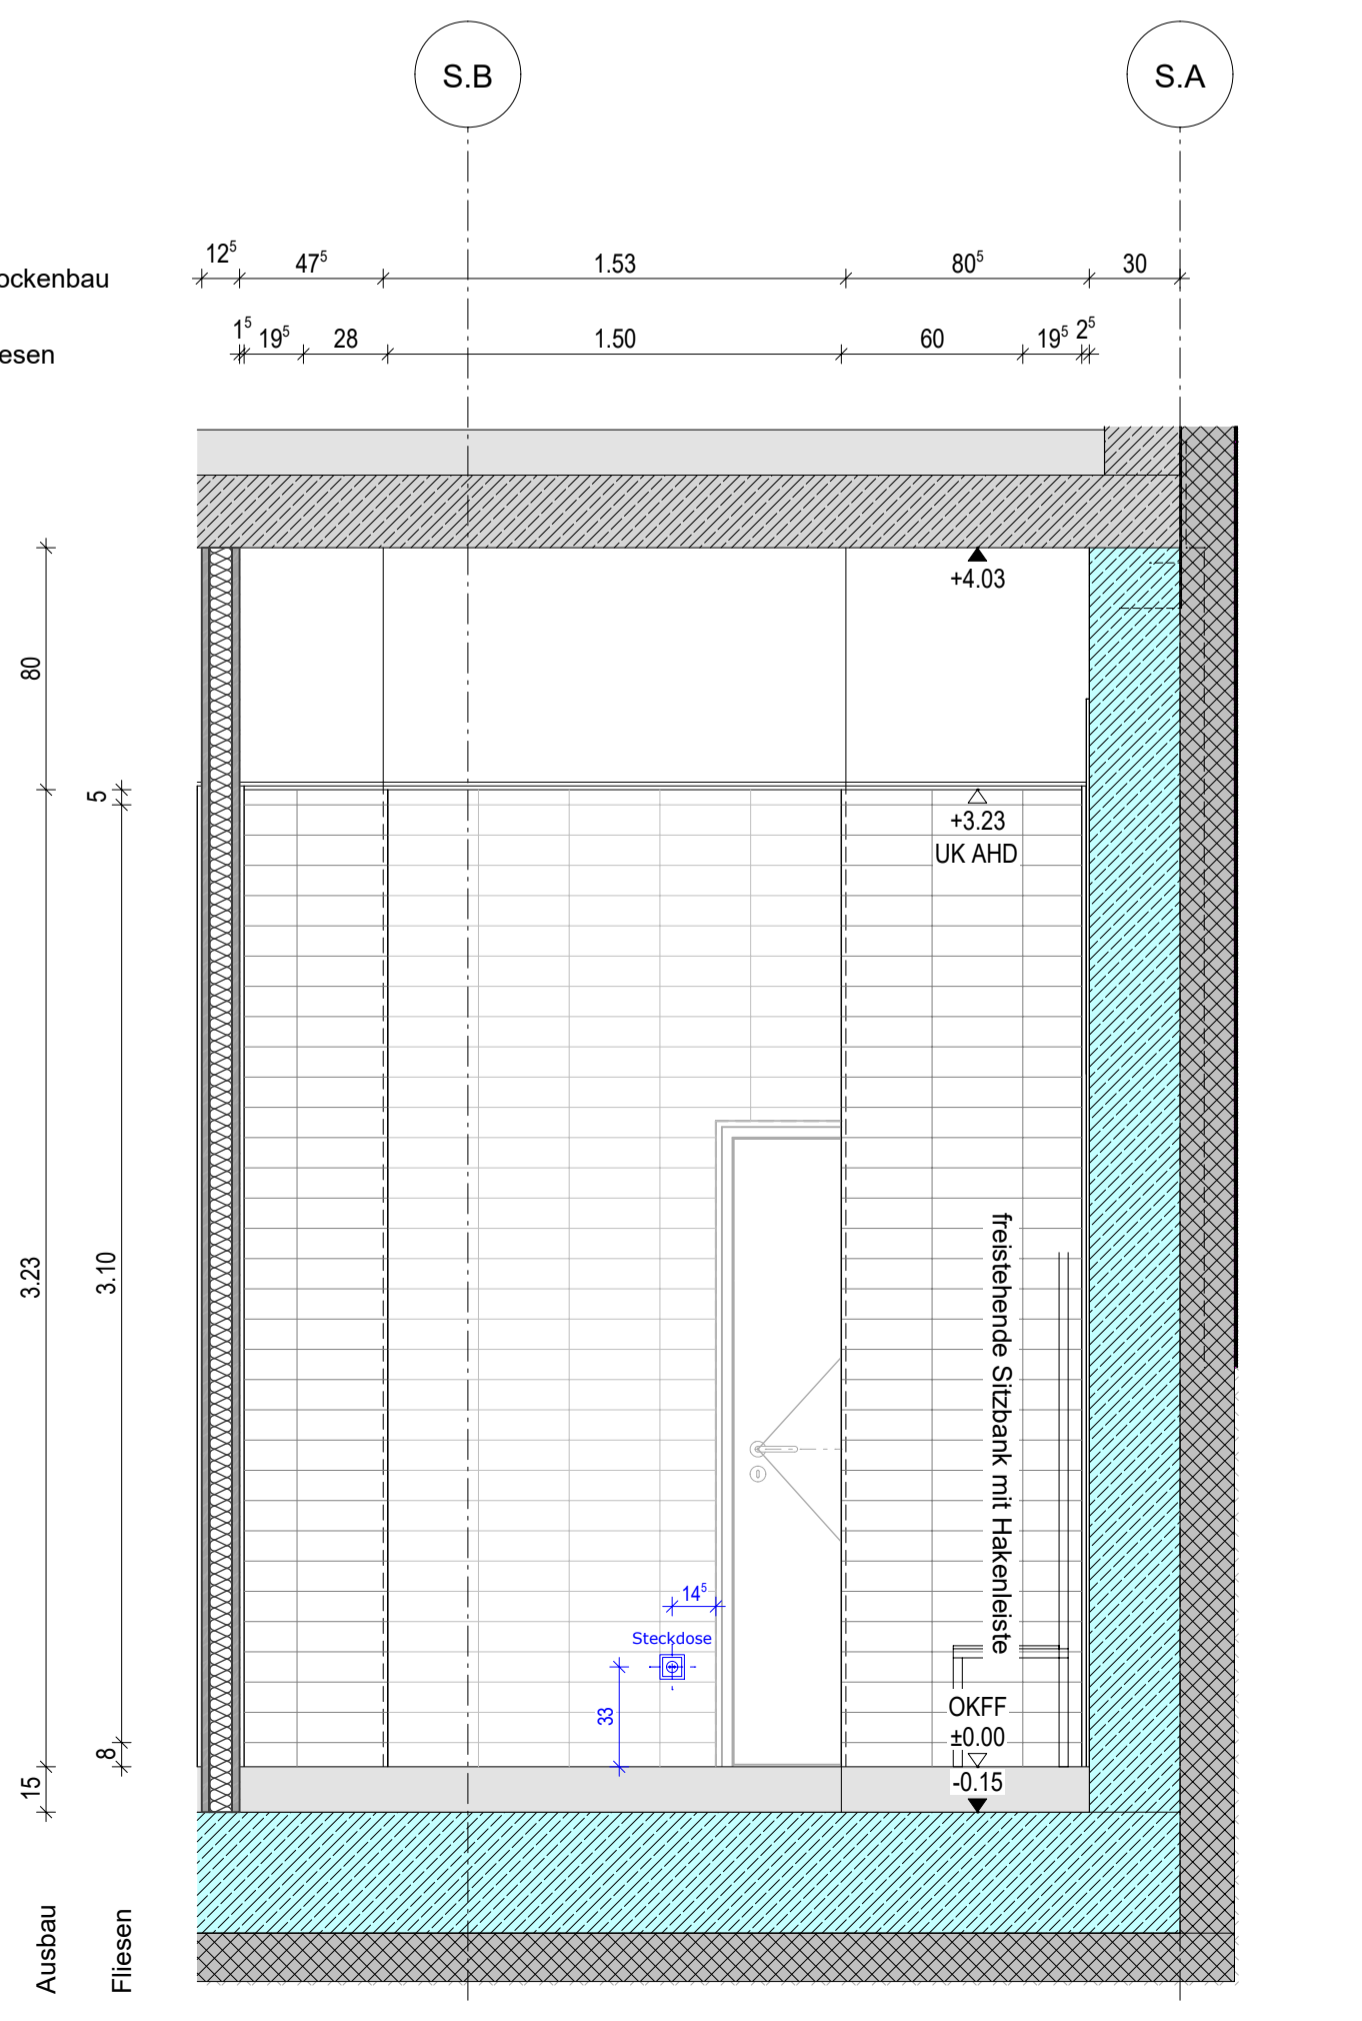 S.B
S.A
ockenbau
12⁵
47⁵
1.53
80⁵
30
iesen
1⁵
19⁵
28
1.50
60
19⁵
2⁵
+4.03
80
5
+3.23
UK AHD
3.23
3.10
freistehende Sitzbank mit Hakenleiste
14⁵
Steckdose
33
OKFF
±0.00
-0.15
8
15
Ausbau
Fliesen